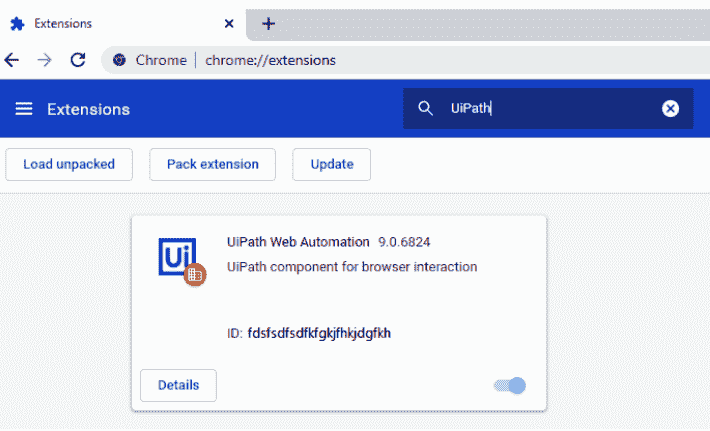 Extensions
Chrome | chrome://extensions
Extensions
UiPath
Load unpacked Pack extension Update
Ui
UiPath Web Automation 9.0.6824
UiPath component for browser interaction
ID: fdsfsdfsdfkfgkjfhkjdgfkh
Details